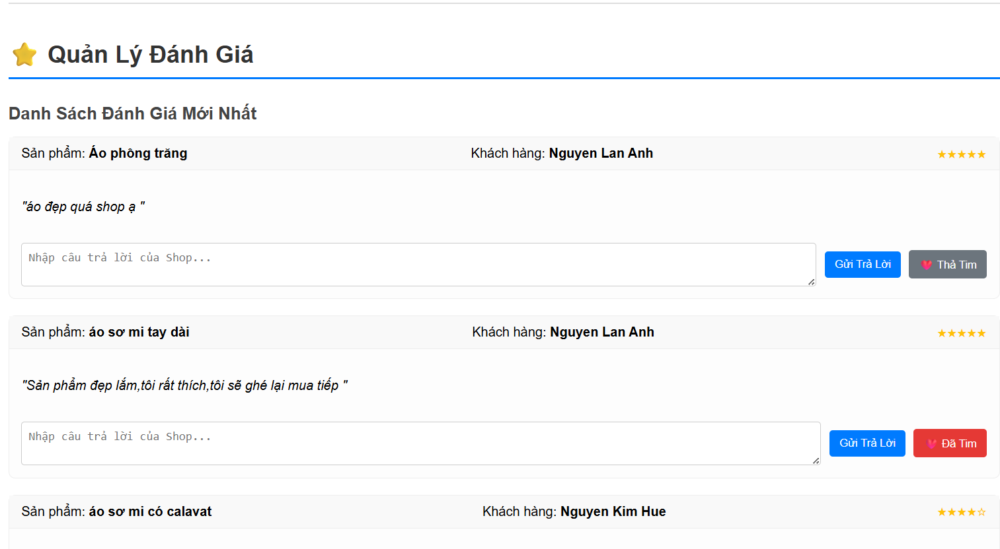 ⭐ Quản Lý Đánh Giá
Danh Sách Đánh Giá Mới Nhất
Sản phẩm: Áo phông trăng Khách hàng: Nguyen Lan Anh ★★★★★
"áo đẹp quá shop ạ "
Nhập câu trả lời của Shop... Gửi Trả Lời 💗 Thả Tim
Sản phẩm: áo sơ mi tay dài Khách hàng: Nguyen Lan Anh ★★★★★
"Sản phẩm đẹp lắm,tôi rất thích,tôi sẽ ghé lại mua tiếp "
Nhập câu trả lời của Shop... Gửi Trả Lời 💗 Đã Tim
Sản phẩm: áo sơ mi có calavat Khách hàng: Nguyen Kim Hue ★★★★☆